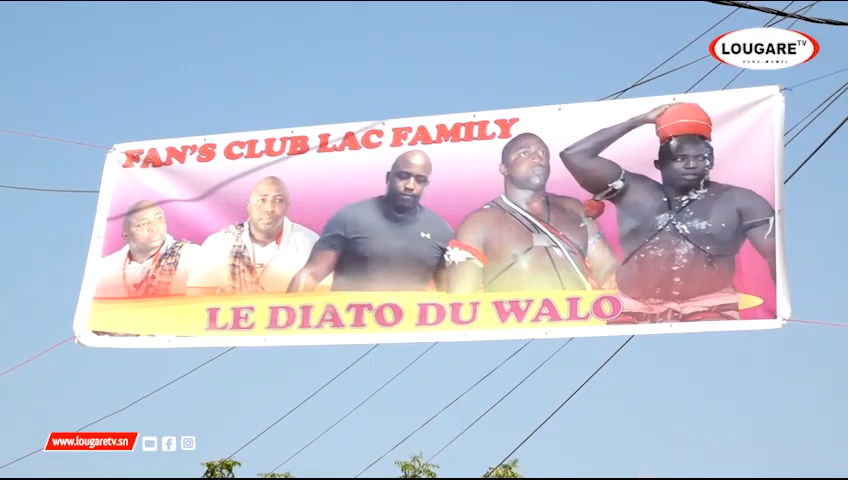 LOUGARE TV
FAN'S CLUB LAC FAMILY
LE DIATO DU WALO
www.lougaretv.sn